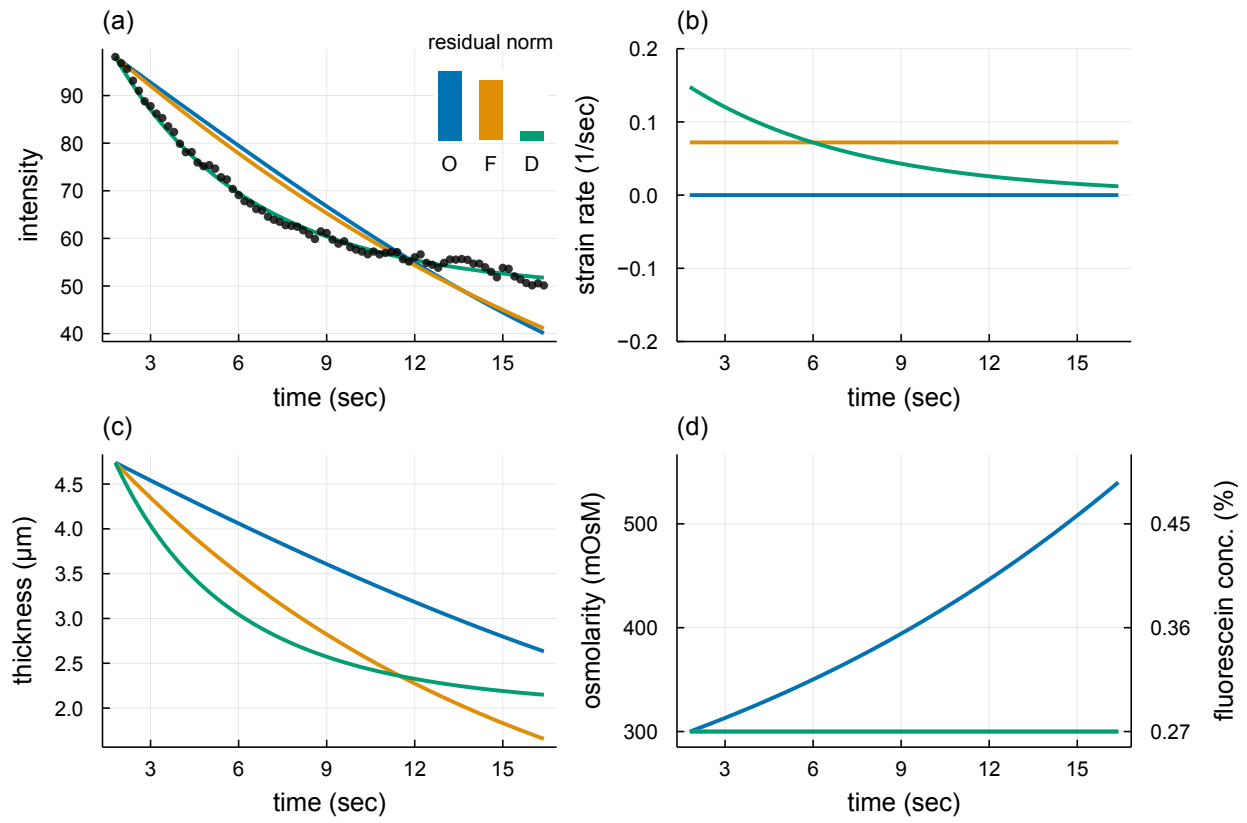 (a)
residual norm
O F D
90
80
70
60
50
40
intensity
3 6 9 12 15
time (sec)
(b)
0.2
0.1
0.0
−0.1
−0.2
strain rate (1/sec)
3 6 9 12 15
time (sec)
(c)
4.5
4.0
3.5
3.0
2.5
2.0
thickness (μm)
3 6 9 12 15
time (sec)
(d)
500
400
300
osmolarity (mOsM)
0.45
0.36
0.27
fluorescein conc. (%)
3 6 9 12 15
time (sec)